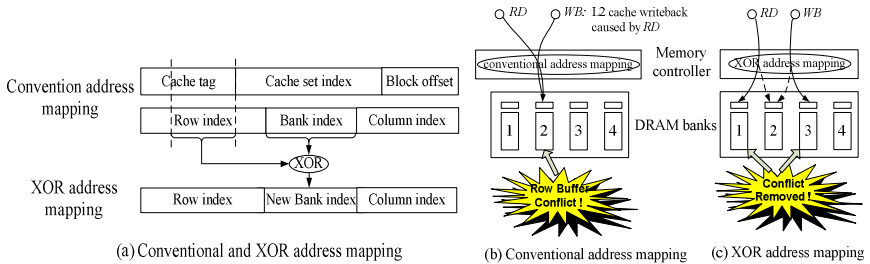 Convention address
mapping
Cache tag
Cache set index
Block offset
Row index
Bank index
Column index
XOR
XOR address
mapping
Row index
New Bank index
Column index
(a) Conventional and XOR address mapping
RD
WB: L2 cache writeback
caused by RD
conventional address mapping
1
2
3
4
Row Buffer
Conflict !
(b) Conventional address mapping
Memory
controller
DRAM banks
RD
WB
XOR address mapping
1
2
3
4
Conflict
Removed !
(c) XOR address mapping